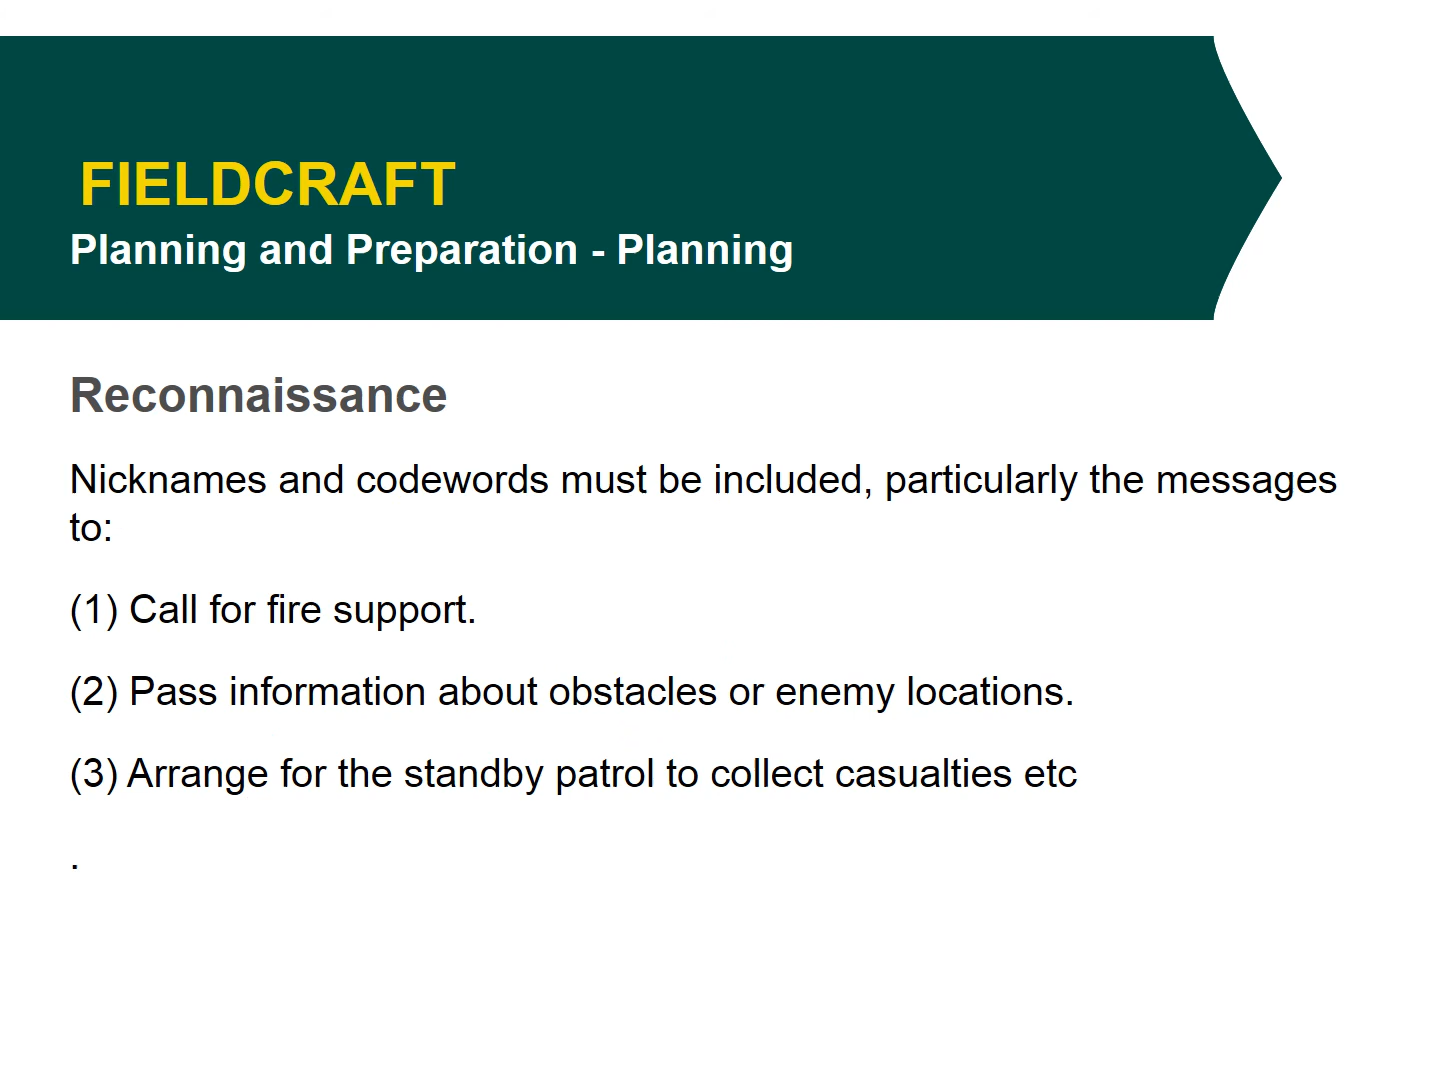 FIELDCRAFT
Planning and Preparation - Planning
Reconnaissance
Nicknames and codewords must be included, particularly the messages
to:
(1) Call for fire support.
(2) Pass information about obstacles or enemy locations.
(3) Arrange for the standby patrol to collect casualties etc
.